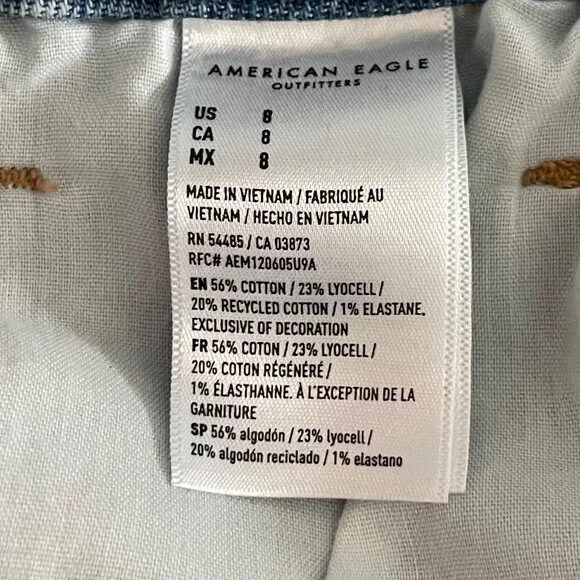 AMERICAN EAGLE
OUTFITTERS
US 8
CA 8
MX 8
MADE IN VIETNAM / FABRIQUÉ AU
VIETNAM / HECHO EN VIETNAM
RN 54485 / CA 03873
RFC# AEM120605U9A
EN 56% COTTON / 23% LYOCELL /
20% RECYCLED COTTON / 1% ELASTANE.
EXCLUSIVE OF DECORATION
FR 56% COTON / 23% LYOCELL /
20% COTON RÉGÉNÉRÉ /
1% ÉLASTHANNE. À L'EXCEPTION DE LA
GARNITURE
SP 56% algodón / 23% lyocell /
20% algodón reciclado / 1% elastano